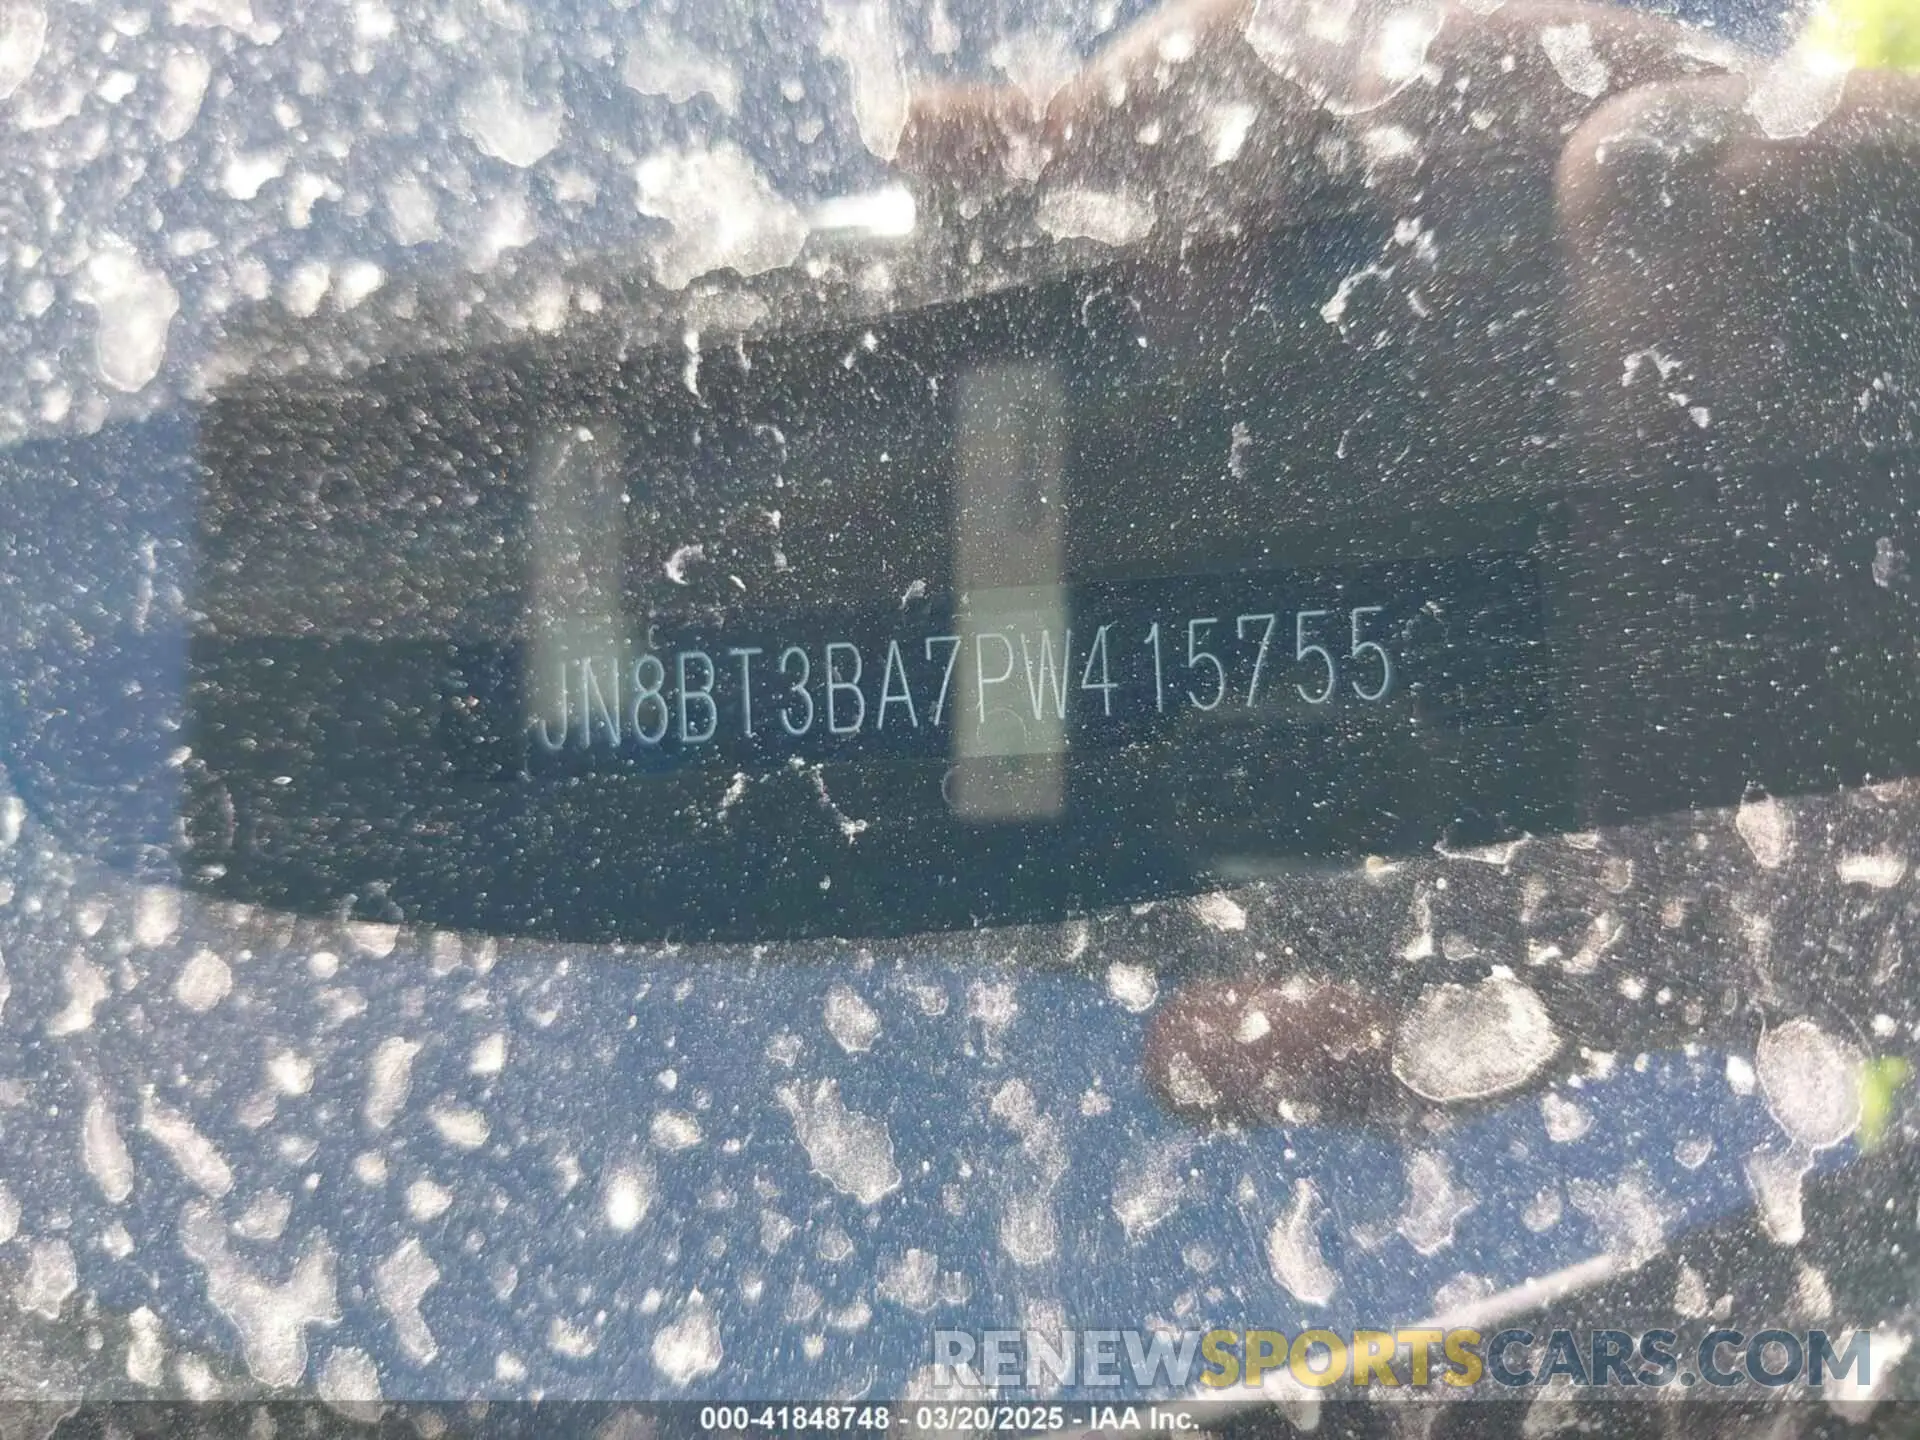 JN8BT3BA7PW415755
RENEWSPORTSCARS.COM
000-41848748 - 03/20/2025 - IAA Inc.